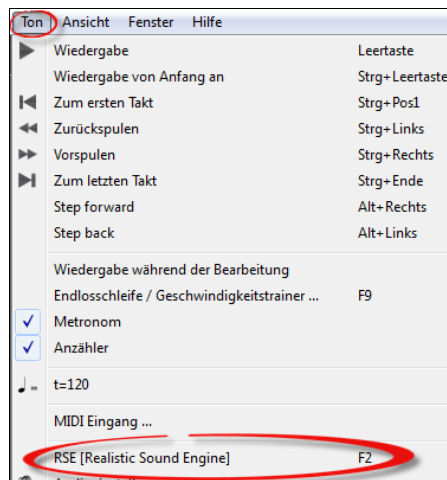 Ton Ansicht Fenster Hilfe
Wiedergabe Leertaste
Wiedergabe von Anfang an Strg+Leertaste
Zum ersten Takt Strg+Pos1
Zurückspulen Strg+Links
Vorspulen Strg+Rechts
Zum letzten Takt Strg+Ende
Step forward Alt+Rechts
Step back Alt+Links
Wiedergabe während der Bearbeitung
Endlosschleife / Geschwindigkeitstrainer ... F9
Metronom
Anzähler
t=120
MIDI Eingang ...
RSE [Realistic Sound Engine] F2